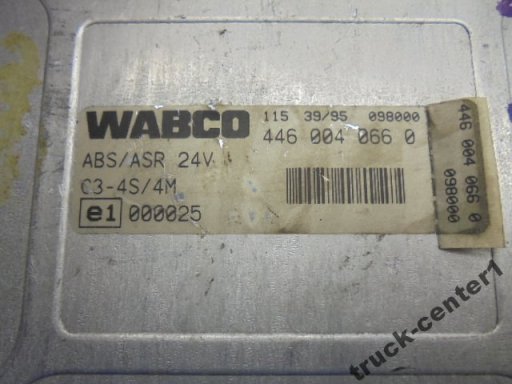 WABCO
115 39/95 098000
446 004 066 0
ABS/ASR 24V
C3-4S/4M
e1 000025
446 004 066 0
098000
truck-center1